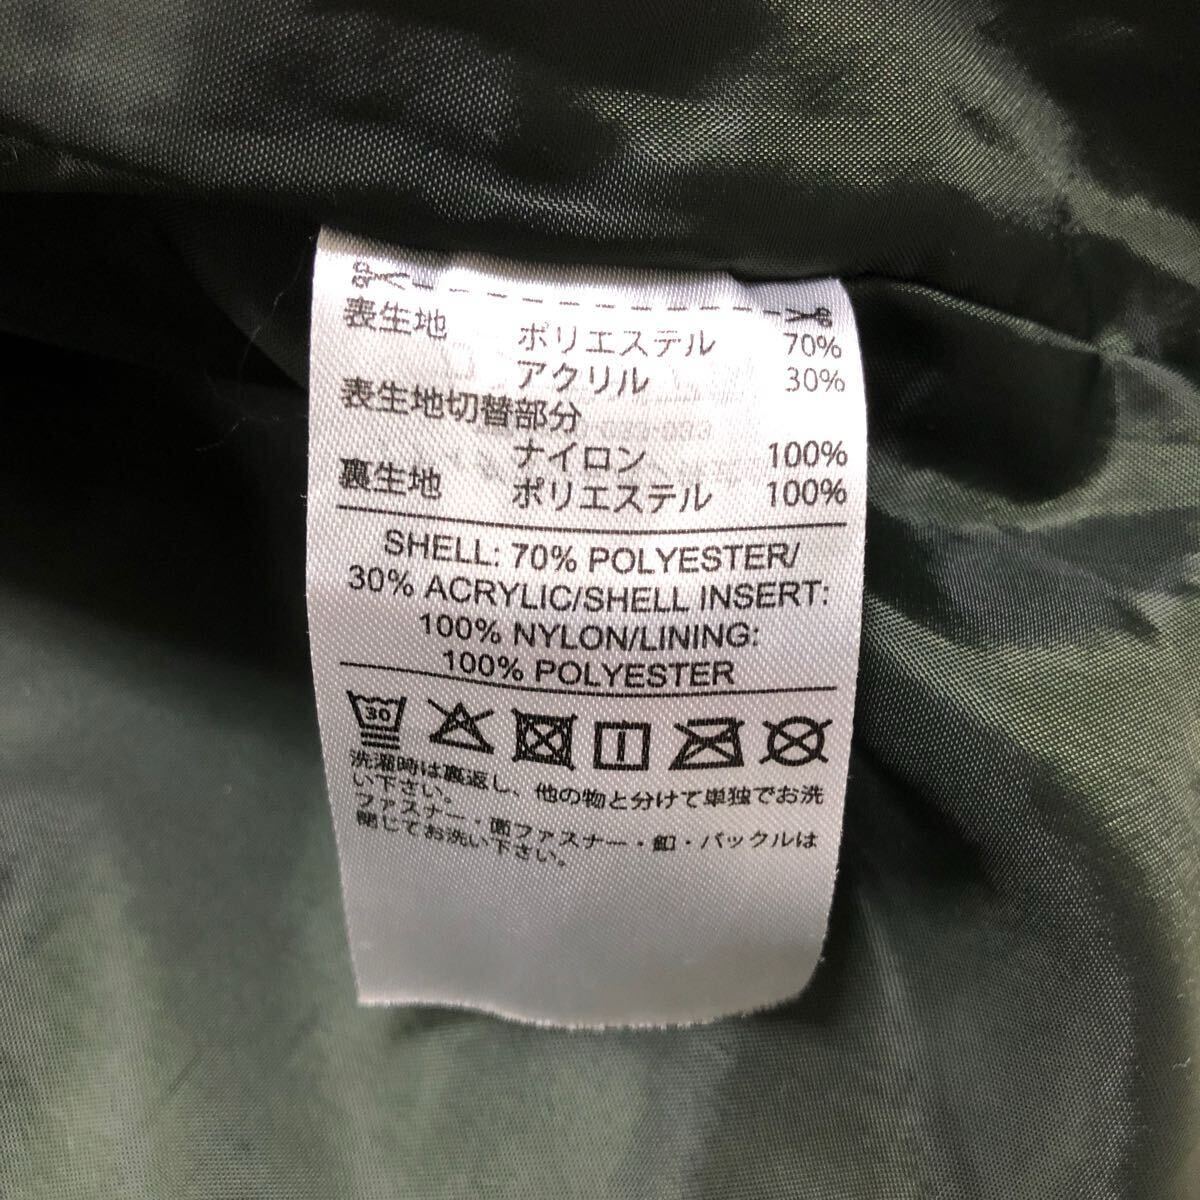 表生地 ポリエステル 70%
アクリル 30%
表生地切替部分
ナイロン 100%
裏生地 ポリエステル 100%
SHELL: 70% POLYESTER/
30% ACRYLIC/SHELL INSERT:
100% NYLON/LINING:
100% POLYESTER
30
洗濯時は裏返し、他の物と分けて単独でお洗
い下さい。
ファスナー・面ファスナー・釦・バックルは
閉じてお洗い下さい。